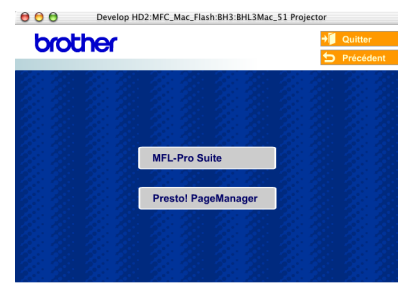 Develop HD2:MFC_Mac_Flash:BH3:BHL3Mac_51 Projector
brother
Quitter
Précédent
MFL-Pro Suite
Presto! PageManager